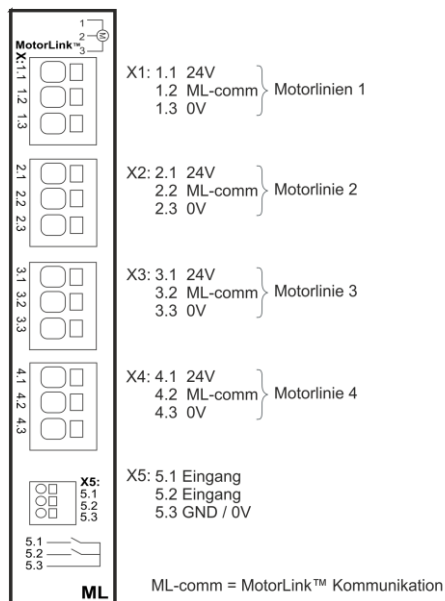 1
2
M
3
MotorLink™
X:
1.1
1.2
1.3
2.1
2.2
2.3
3.1
3.2
3.3
4.1
4.2
4.3
X5:
5.1
5.2
5.3
5.1
5.2
5.3
ML
X1: 1.1 24V
1.2 ML-comm
1.3 0V
Motorlinien 1
X2: 2.1 24V
2.2 ML-comm
2.3 0V
Motorlinie 2
X3: 3.1 24V
3.2 ML-comm
3.3 0V
Motorlinie 3
X4: 4.1 24V
4.2 ML-comm
4.3 0V
Motorlinie 4
X5: 5.1 Eingang
5.2 Eingang
5.3 GND / 0V
ML-comm = MotorLink™ Kommunikation